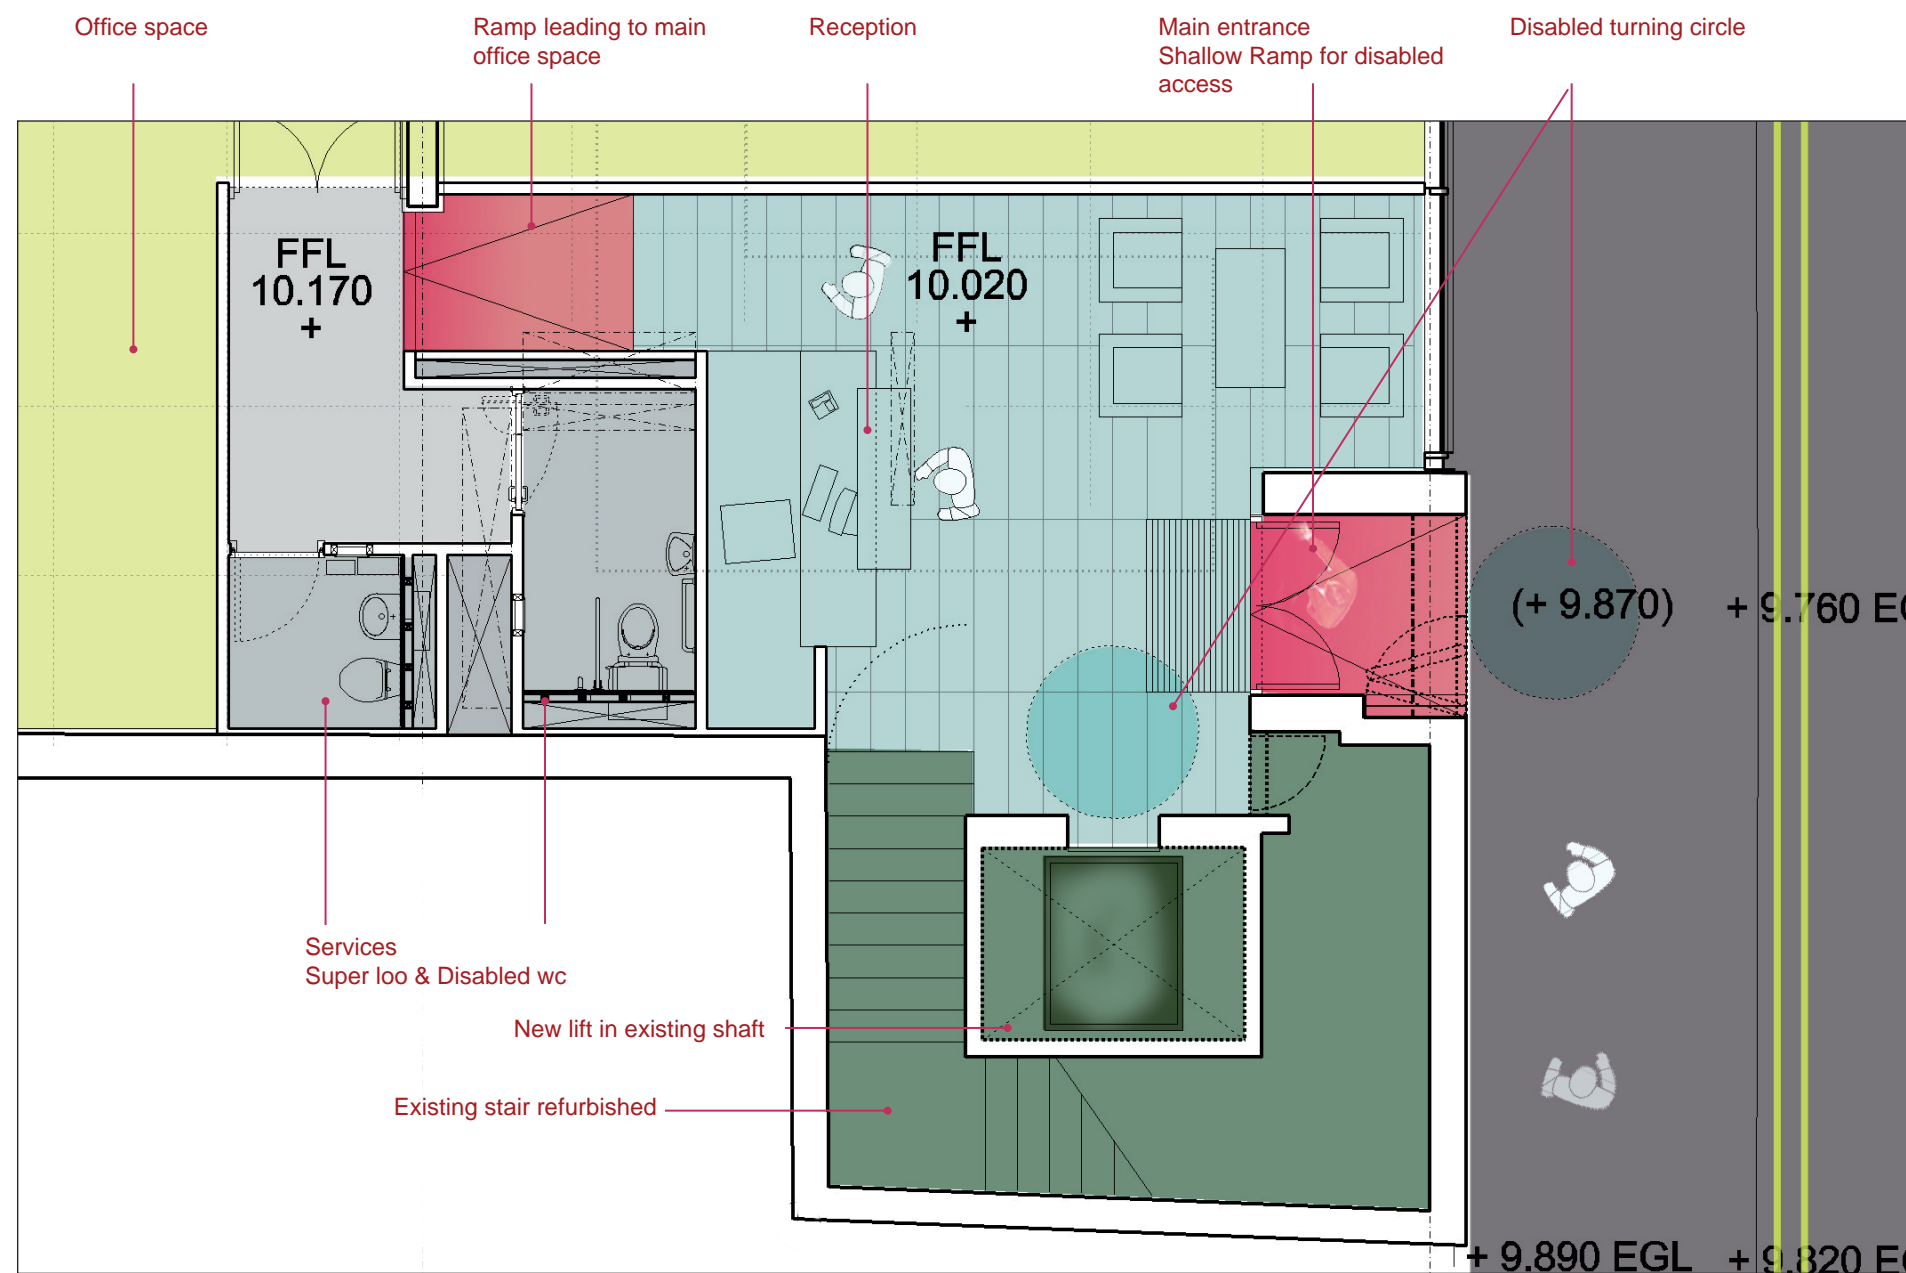 Office space
Ramp leading to main
office space
Reception
Main entrance
Shallow Ramp for disabled
access
Disabled turning circle
FFL
10.170
+
FFL
10.020
+
(+ 9.870)
+ 9.760 EG
Services
Super loo & Disabled wc
New lift in existing shaft
Existing stair refurbished
+ 9.890 EGL
+ 9.820 EG